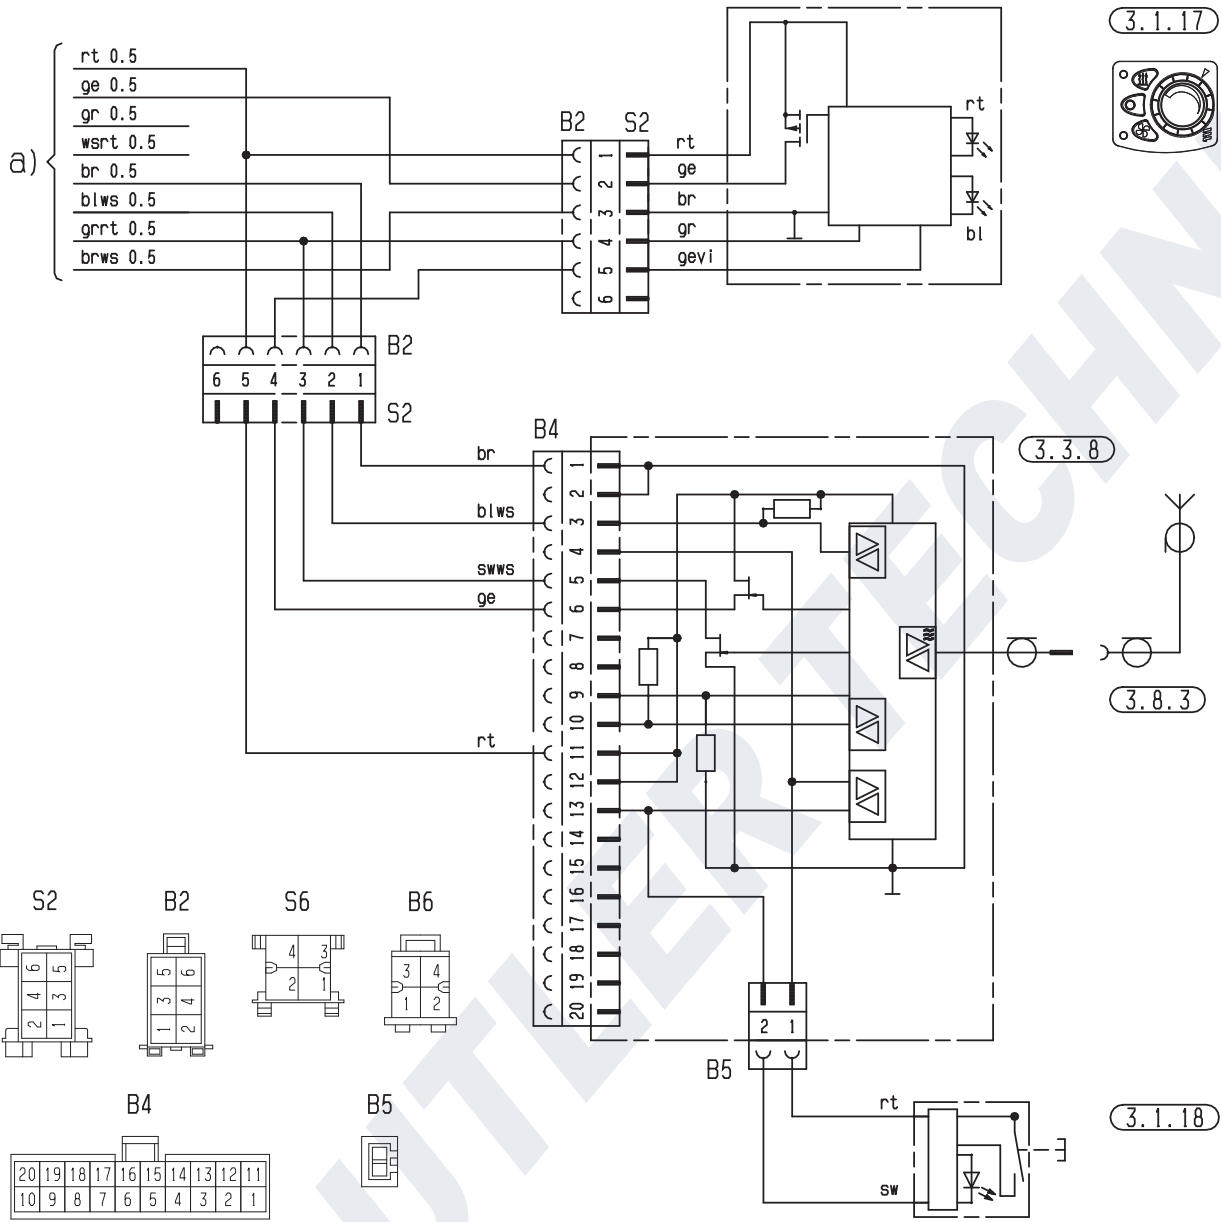 3.1.17
rt 0.5
ge 0.5
gr 0.5
wsrt 0.5
br 0.5
blws 0.5
grrt 0.5
brws 0.5
a)
B2 S2
1
2
3
4
5
6
rt
ge
br
gr
gevi
rt
bl
B2
6 5 4 3 2 1
S2
B4
3.3.8
br
blws
swws
ge
rt
1
2
3
4
5
6
7
8
9
10
11
12
13
14
15
16
17
18
19
20
3.8.3
2 1
B5
rt
sw
3.1.18
S2 B2 S6 B6
6 5
4 3
2 1
5 6
3 4
1 2
4 3
2 1
3 4
1 2
B4 B5
20 19 18 17 16 15 14 13 12 11
10 9 8 7 6 5 4 3 2 1
UTLER TECHN